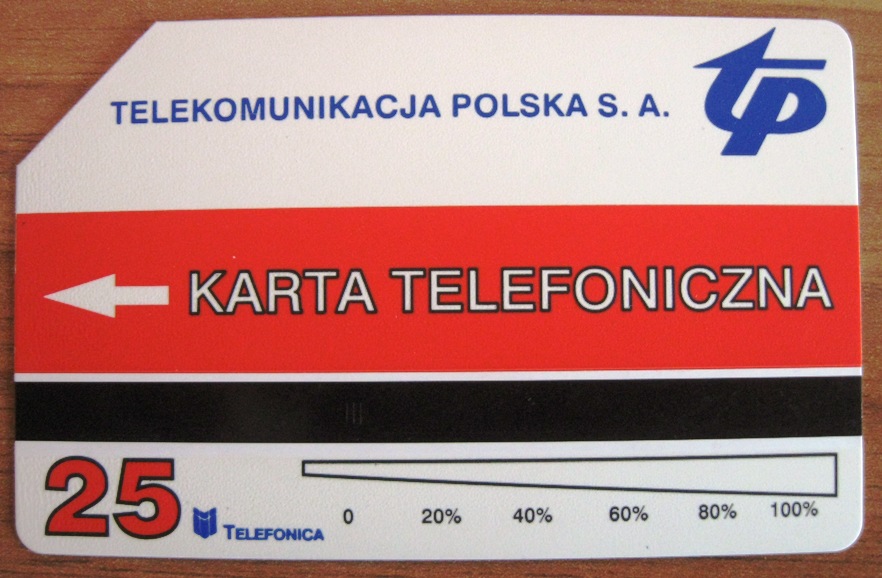 TELEKOMUNIKACJA POLSKA S. A.
tp
KARTA TELEFONICZNA
25
TELEFONICA
0 20% 40% 60% 80% 100%